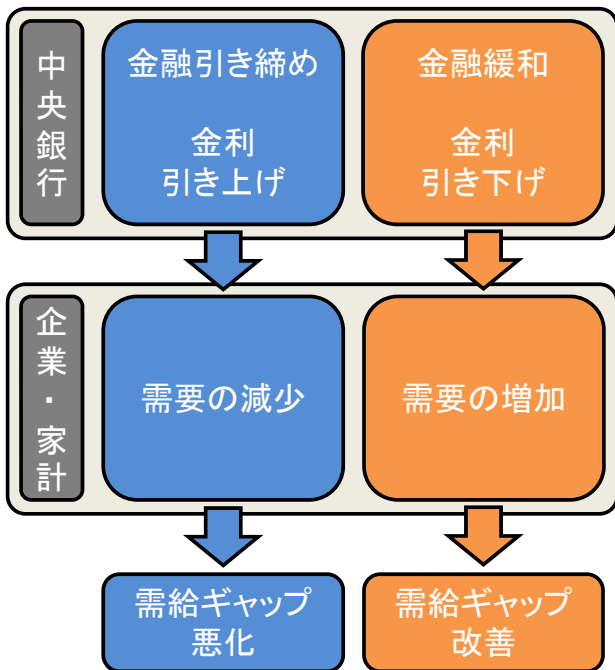 中央銀行
金融引き締め
金利
引き上げ
金融緩和
金利
引き下げ
企業・家計
需要の減少
需要の増加
需給ギャップ
悪化
需給ギャップ
改善